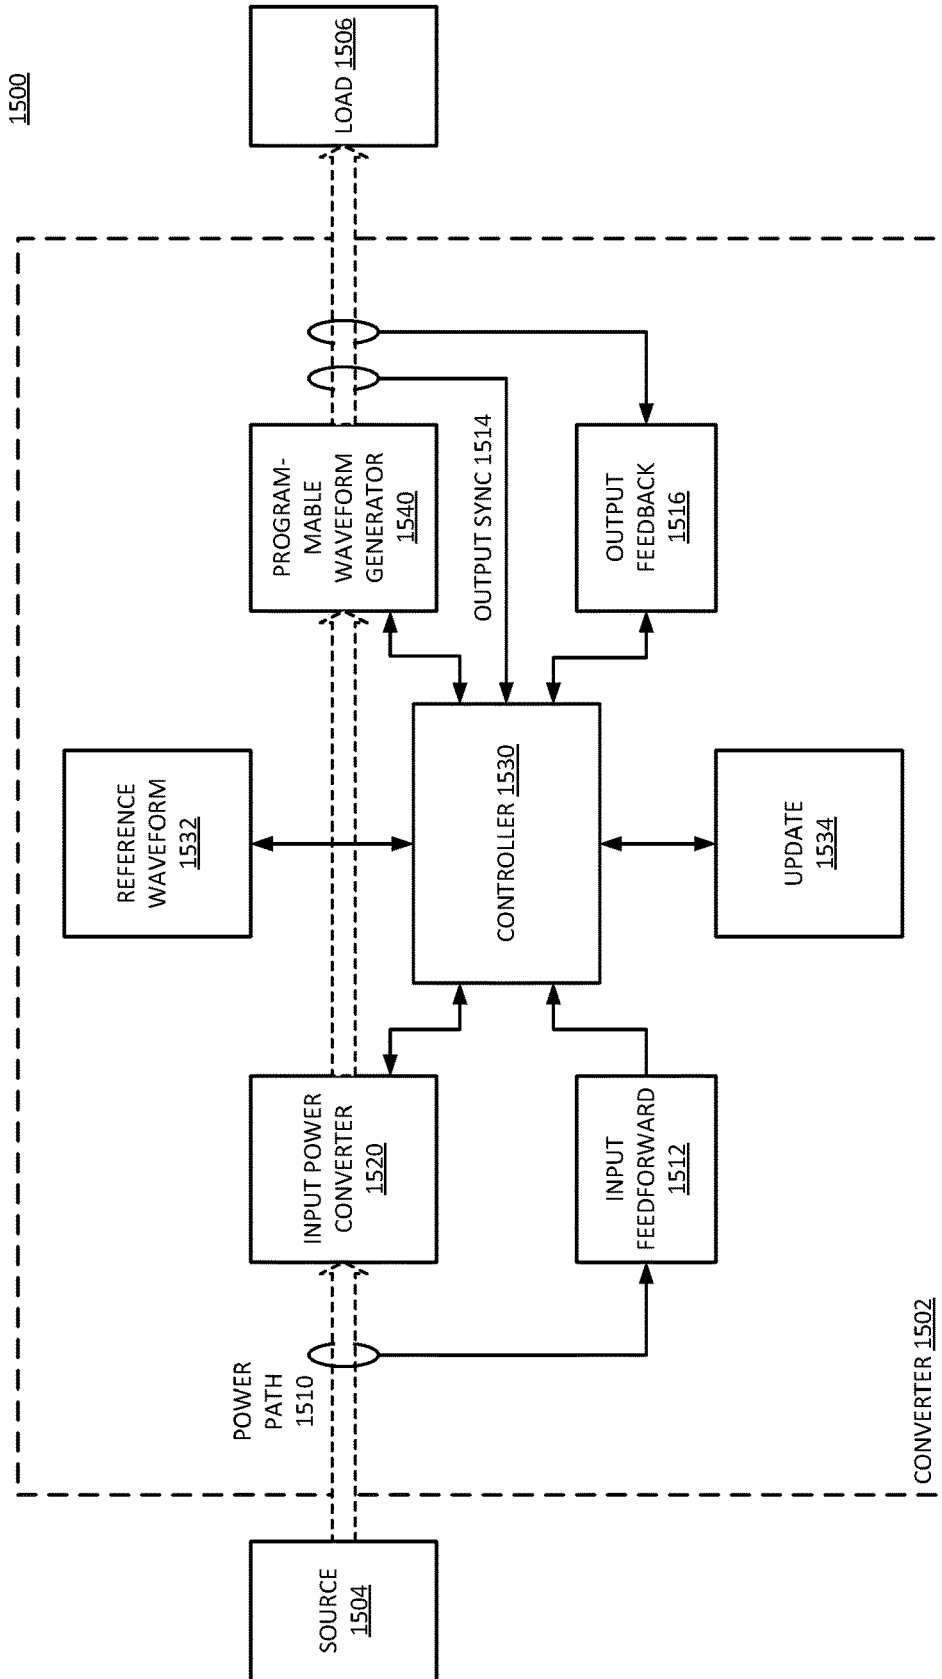 1500
SOURCE
1504
POWER
PATH
1510
INPUT POWER
CONVERTER
1520
INPUT
FEEDFORWARD
1512
REFERENCE
WAVEFORM
1532
CONTROLLER 1530
UPDATE
1534
PROGRAM-
MABLE
WAVEFORM
GENERATOR
1540
OUTPUT SYNC 1514
OUTPUT
FEEDBACK
1516
LOAD 1506
CONVERTER 1502